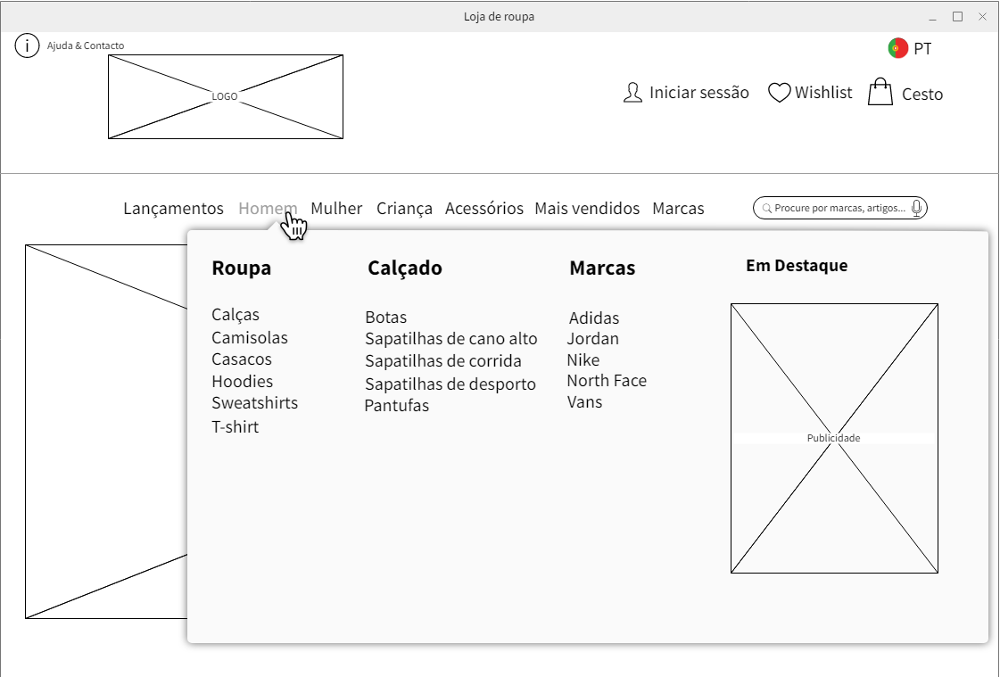 Loja de roupa
Ajuda & Contacto
PT
LOGO
Iniciar sessão
Wishlist
Cesto
Lançamentos Homem Mulher Criança Acessórios Mais vendidos Marcas
Procure por marcas, artigos...
Roupa
Calças
Camisolas
Casacos
Hoodies
Sweatshirts
T-shirt
Calçado
Botas
Sapatilhas de cano alto
Sapatilhas de corrida
Sapatilhas de desporto
Pantufas
Marcas
Adidas
Jordan
Nike
North Face
Vans
Em Destaque
Publicidade